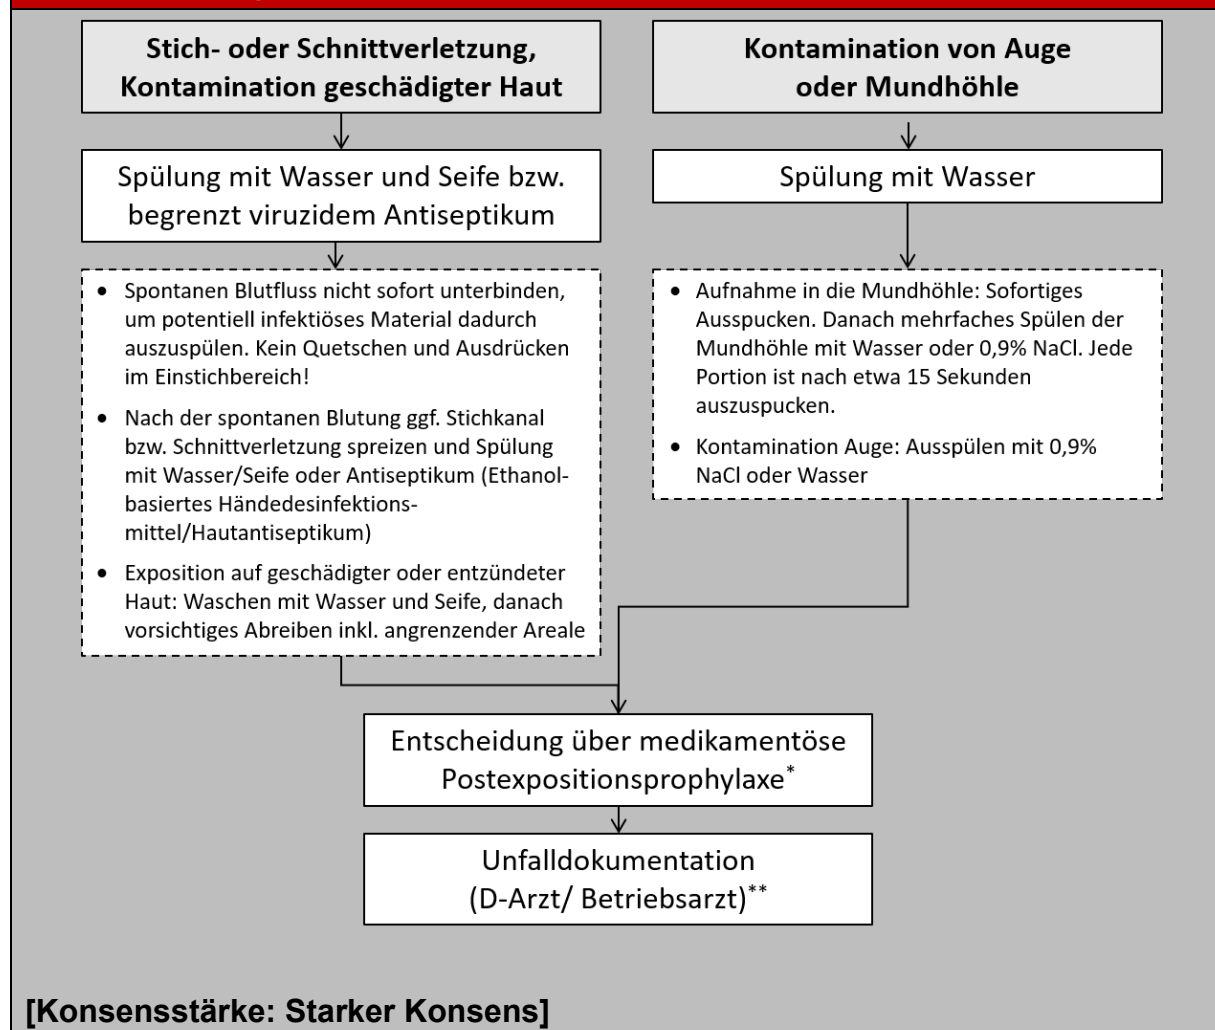 Stich- oder Schnittverletzung,
Kontamination geschädigter Haut
Spülung mit Wasser und Seife bzw.
begrenzt viruzidem Antiseptikum
• Spontanen Blutfluss nicht sofort unterbinden,
um potentiell infektiöses Material dadurch
auszuspülen. Kein Quetschen und Ausdrücken
im Einstichbereich!
• Nach der spontanen Blutung ggf. Stichkanal
bzw. Schnittverletzung spreizen und Spülung
mit Wasser/Seife oder Antiseptikum (Ethanol-
basiertes Händedesinfektions-
mittel/Hautantiseptikum)
• Exposition auf geschädigter oder entzündeter
Haut: Waschen mit Wasser und Seife, danach
vorsichtiges Abreiben inkl. angrenzender Areale
Kontamination von Auge
oder Mundhöhle
Spülung mit Wasser
• Aufnahme in die Mundhöhle: Sofortiges
Ausspucken. Danach mehrfaches Spülen der
Mundhöhle mit Wasser oder 0,9% NaCl. Jede
Portion ist nach etwa 15 Sekunden
auszuspucken.
• Kontamination Auge: Ausspülen mit 0,9%
NaCl oder Wasser
Entscheidung über medikamentöse
Postexpositionsprophylaxe*
Unfalldokumentation
(D-Arzt/ Betriebsarzt)**
[Konsensstärke: Starker Konsens]